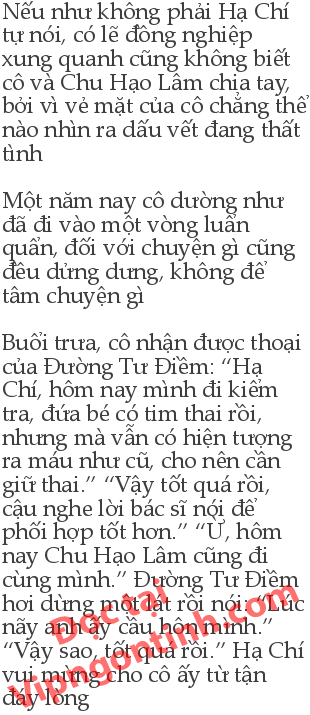 Nếu như không phải Hạ Chí
tự nói, có lẽ đồng nghiệp
xung quanh cũng không biết
cô và Chu Hạo Lâm chia tay,
bởi vì vẻ mặt của cô chẳng thể
nào nhìn ra dấu vết đang thất
tình
Một năm nay cô dường như
đã đi vào một vòng luẩn
quẩn, đối với chuyện gì cũng
đều dửng dưng, không để
tâm chuyện gì
Buổi trưa, cô nhận được thoại
của Đường Tư Điềm: “Hạ
Chí, hôm nay mình đi kiểm
tra, đứa bé có tim thai rồi,
nhưng mà vẫn có hiện tượng
ra máu như cũ, cho nên cần
giữ thai.” “Vậy tốt quá rồi,
cậu nghe lời bác sĩ nói để
phối hợp tốt hơn.” “Ừ, hôm
nay Chu Hạo Lâm cũng đi
cùng mình.” Đường Tư Điềm
hơi dừng một lát rồi nói: “Lúc
nãy anh ấy cầu hôn mình.”
“Vậy sao, tốt quá rồi.” Hạ Chí
vui mừng cho cô ấy từ tận
đáy lòng
Đọc tại
Vipngontinh.com